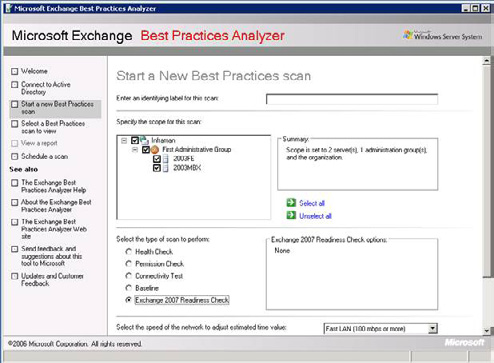 Microsoft Exchange Best Practices Analyzer
Microsoft Exchange Best Practices Analyzer
Microsoft
Windows Server System
Welcome
Connect to Active
Directory
Start a new Best Practices
scan
Select a Best Practices
scan to view
View a report
Schedule a scan
See also
The Exchange Best
Practices Analyzer Help
About the Exchange Best
Practices Analyzer
The Exchange Best
Practices Analyzer Web
site
Send feedback and
suggestions about this
tool to Microsoft
Updates and Customer
Feedback
Start a New Best Practices scan
Enter an identifying label for this scan:
Specify the scope for this scan:
Inhaman
First Administrative Group
2003FE
2003MBX
Summary:
Scope is set to 2 server(s), 1 administrative group(s),
and the organization.
Select all
Unselect all
Select the type of scan to perform:
Health Check
Permission Check
Connectivity Test
Baseline
Exchange 2007 Readiness Check
Exchange 2007 Readiness Check options:
None
Select the speed of the network to adjust estimated time value:
Fast LAN (100 mbps or more)
©2006 Microsoft Corporation. All rights reserved.
Microsoft